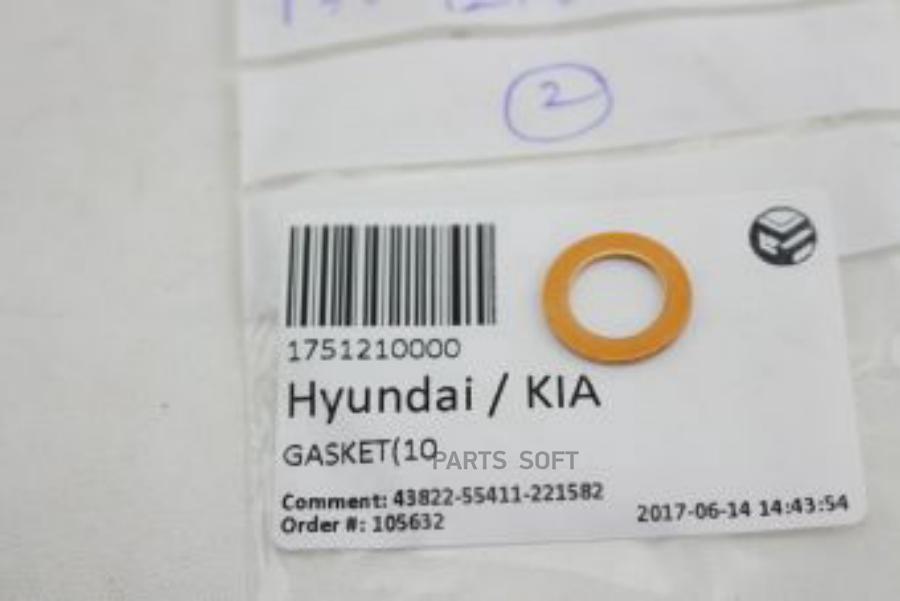 2
1751210000
Hyundai / KIA
GASKET(10
PARTS SOFT
Comment: 43822-55411-221582
Order #: 105632
2017-06-14 14:43:54